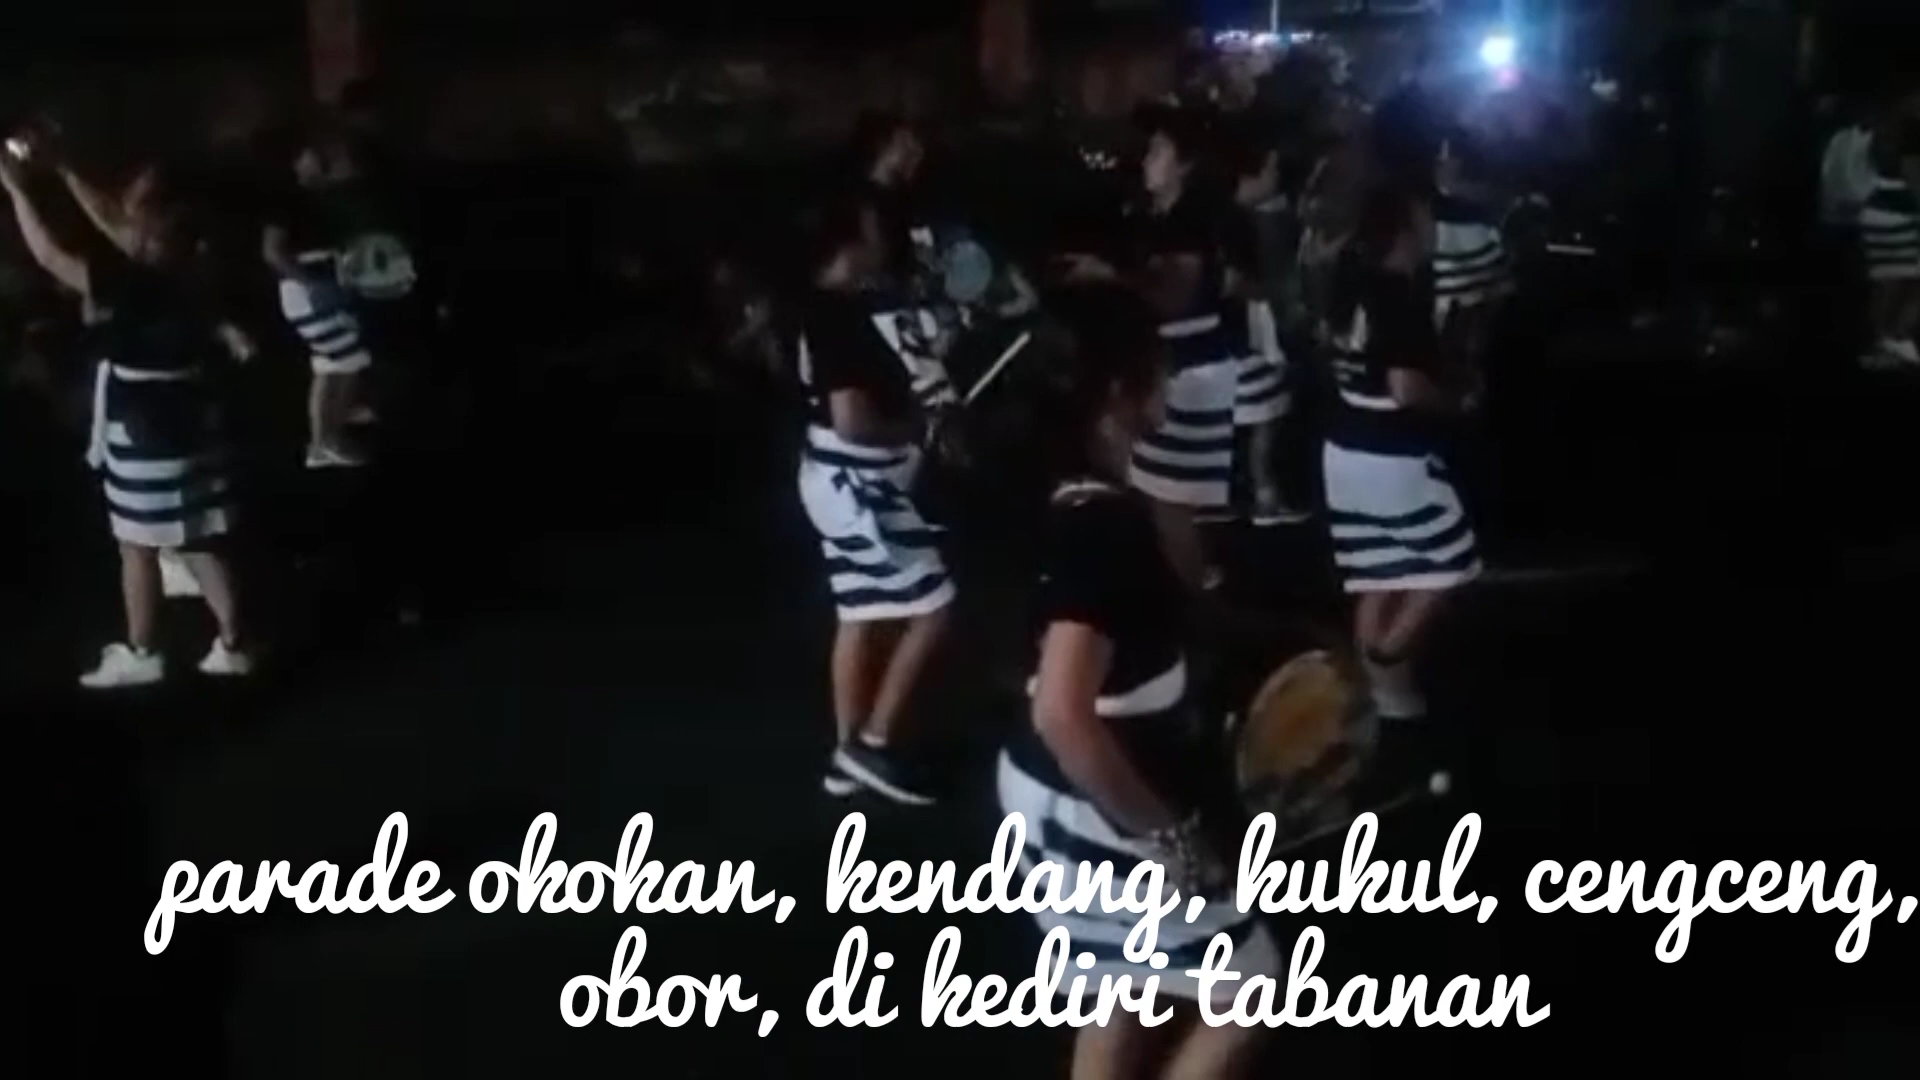 parade okokan, kendang, kukul, cengceng,
obor, di kediri tabanan